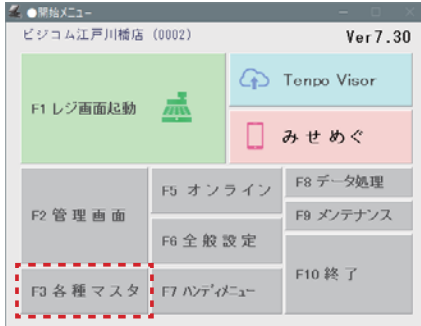 ●開始メニュー
ビジコム江戸川橋店 (0002)
Ver7.30
F1 レジ画面起動
Tenpo Visor
みせめぐ
F2 管理画面
F5 オンライン
F8 データ処理
F9 メンテナンス
F6 全般設定
F10 終了
F3 各種マスタ
F7 ハンディメニュー